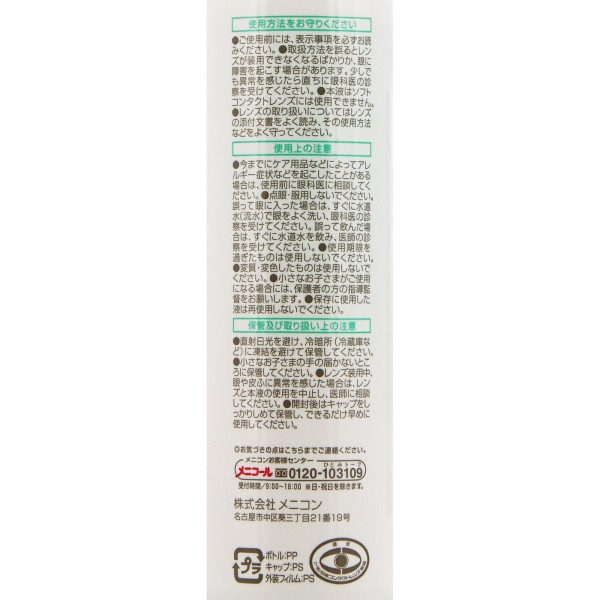 使用方法をお守りください
●ご使用前には、表示事項を必ずお読
みください。●取扱方法を誤るとレン
ズが装用できなくなるばかりか、眼に
障害を起こす場合があります。少しで
も異常を感じたら直ちに眼科医の診
察を受けてください。●本液はソフト
コンタクトレンズには使用できません。
●レンズの取り扱いについてはレンズ
の添付文書をよく読み、その使用方法
などをよく守ってください。
使用上の注意
●今までにケア用品などによってアレ
ルギー症状などを起こしたことがあ
る場合は、使用前に眼科医に相談してく
ださい。●点眼・服用しないでください。
誤って眼に入った場合は、すぐに水道
水(流水)で眼をよく洗い、眼科医の診
察を受けてください。誤って飲んだ場
合は、すぐに水道水を飲み、医師の診
察を受けてください。●使用期限を
過ぎたものは使用しないでください。
●変質・変色したものは使用しないで
ください。●小さなお子さまがご使用
になる場合には、保護者の方の指導監
督をお願いします。●保存に使用した
液は再使用しないでください。
保管及び取り扱い上の注意
●直射日光を避け、冷暗所(冷蔵庫な
ど)に凍結を避けて保管してください。
●小さなお子さまの手の届かないとこ
ろに保管してください。●レンズ装用中、
眼や皮ふに異常を感じた場合は、レン
ズと本液の使用を中止し、医師に相談
してください。●開封後はキャップをし
っかりしめて保管し、できるだけ早めに
使用してください。
◎お気づきの点はこちらまでご連絡ください。
メニコンお客様センター
ひとみトーク
メニコール 0120-103109
受付時間/9:00〜18:00 ※日・祝日を除きます。
株式会社 メニコン
名古屋市中区葵三丁目21番19号
プラ
ボトル:PP
キャップ:PS
外装フィルム:PS